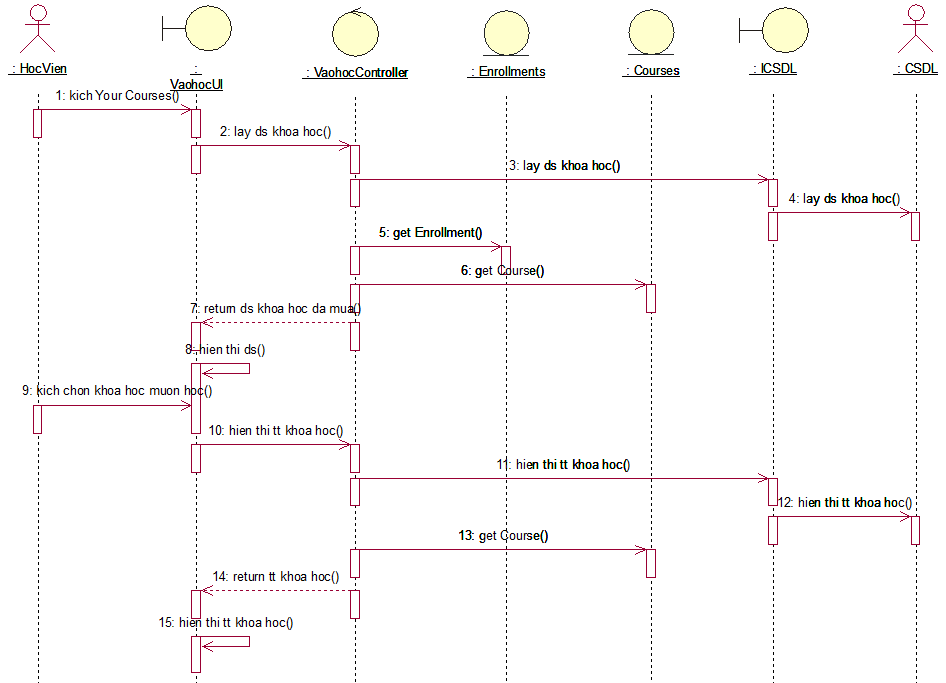 : HocVien
:
VaohocUI
: VaohocController
: Enrollments
: Courses
: ICSDL
: CSDL
1: kich Your Courses()
2: lay ds khoa hoc()
3: lay ds khoa hoc()
4: lay ds khoa hoc()
5: get Enrollment()
6: get Course()
7: return ds khoa hoc da mua()
8: hien thi ds()
9: kich chon khoa hoc muon hoc()
10: hien thi tt khoa hoc()
11: hien thi tt khoa hoc()
12: hien thi tt khoa hoc()
13: get Course()
14: return tt khoa hoc()
15: hien thi tt khoa hoc()